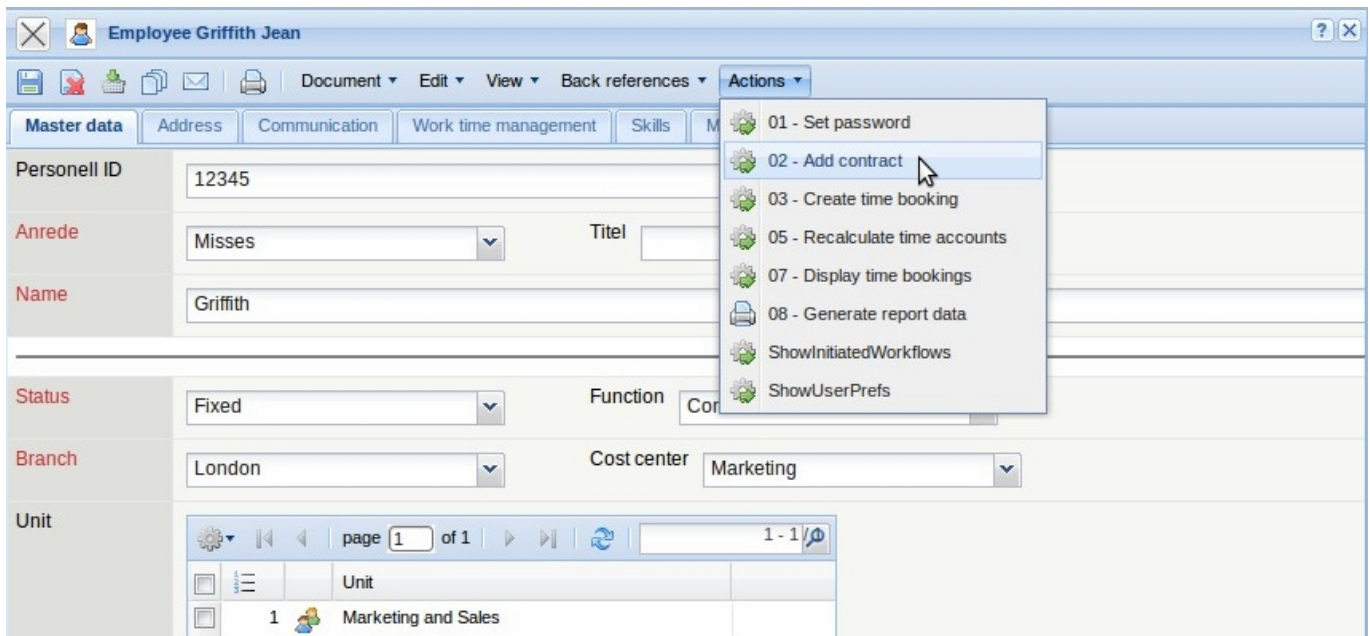 Employee Griffith Jean
Document Edit View Back references Actions
Master data Address Communication Work time management Skills M
01 - Set password
02 - Add contract
03 - Create time booking
05 - Recalculate time accounts
07 - Display time bookings
08 - Generate report data
ShowInitiatedWorkflows
ShowUserPrefs
Personell ID 12345
Anrede Misses Titel
Name Griffith
Status Fixed Function Cor
Branch London Cost center Marketing
Unit
page 1 of 1 1 - 1 /
Unit
1 Marketing and Sales